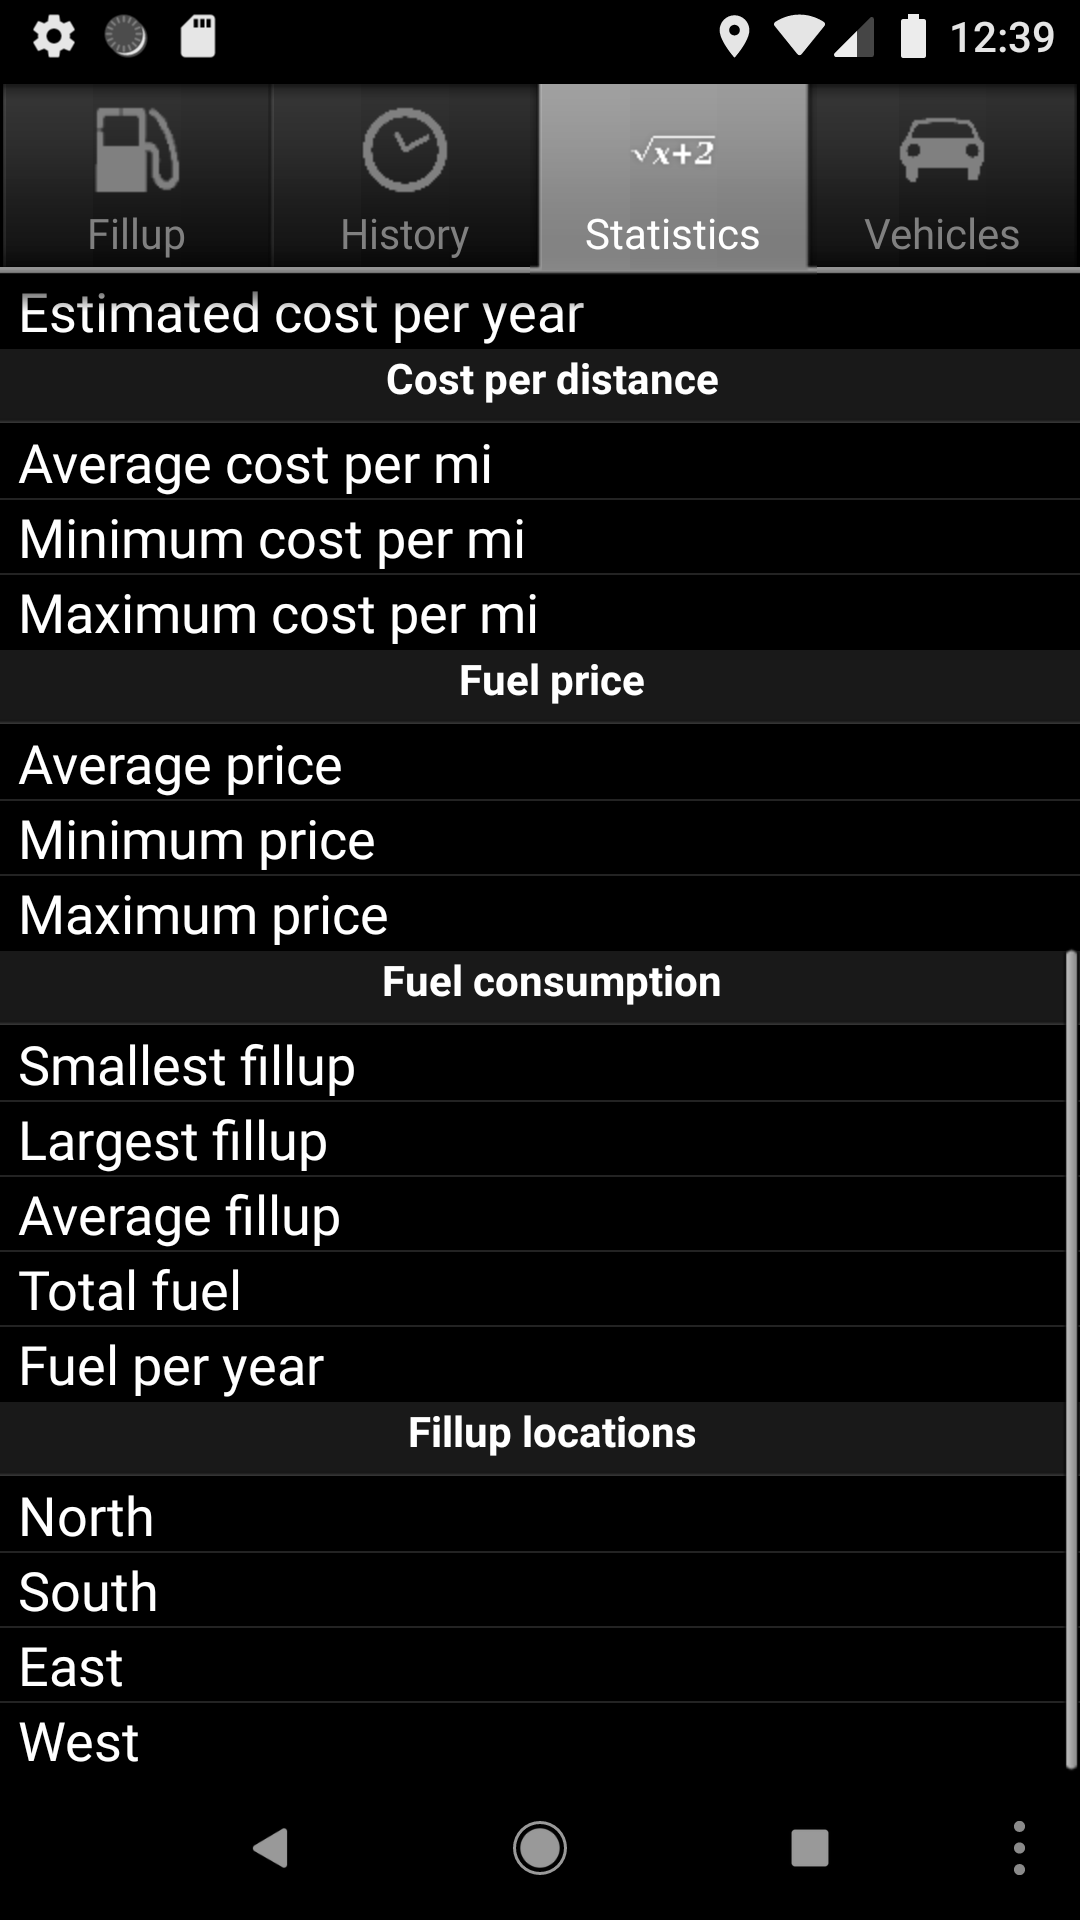 12:39
√x+2
Fillup History Statistics Vehicles
Estimated cost per year
Cost per distance
Average cost per mi
Minimum cost per mi
Maximum cost per mi
Fuel price
Average price
Minimum price
Maximum price
Fuel consumption
Smallest fillup
Largest fillup
Average fillup
Total fuel
Fuel per year
Fillup locations
North
South
East
West